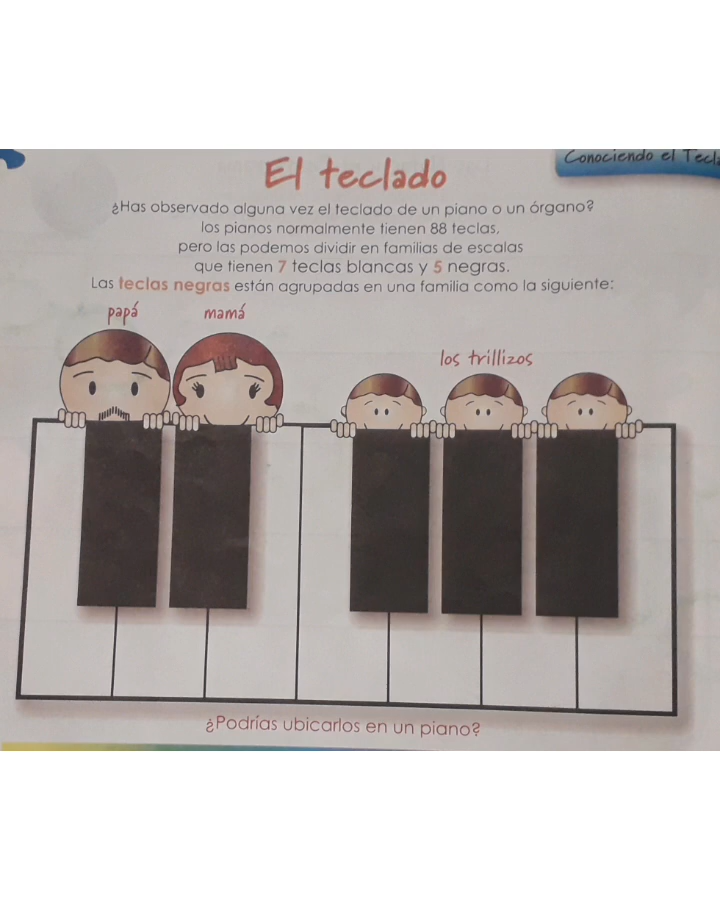 Conociendo el Tecl
El teclado
¿Has observado alguna vez el teclado de un piano o un órgano?
los pianos normalmente tienen 88 teclas,
pero las podemos dividir en familias de escalas
que tienen 7 teclas blancas y 5 negras.
Las teclas negras están agrupadas en una familia como la siguiente:
papá mamá
los trillizos
¿Podrías ubicarlos en un piano?